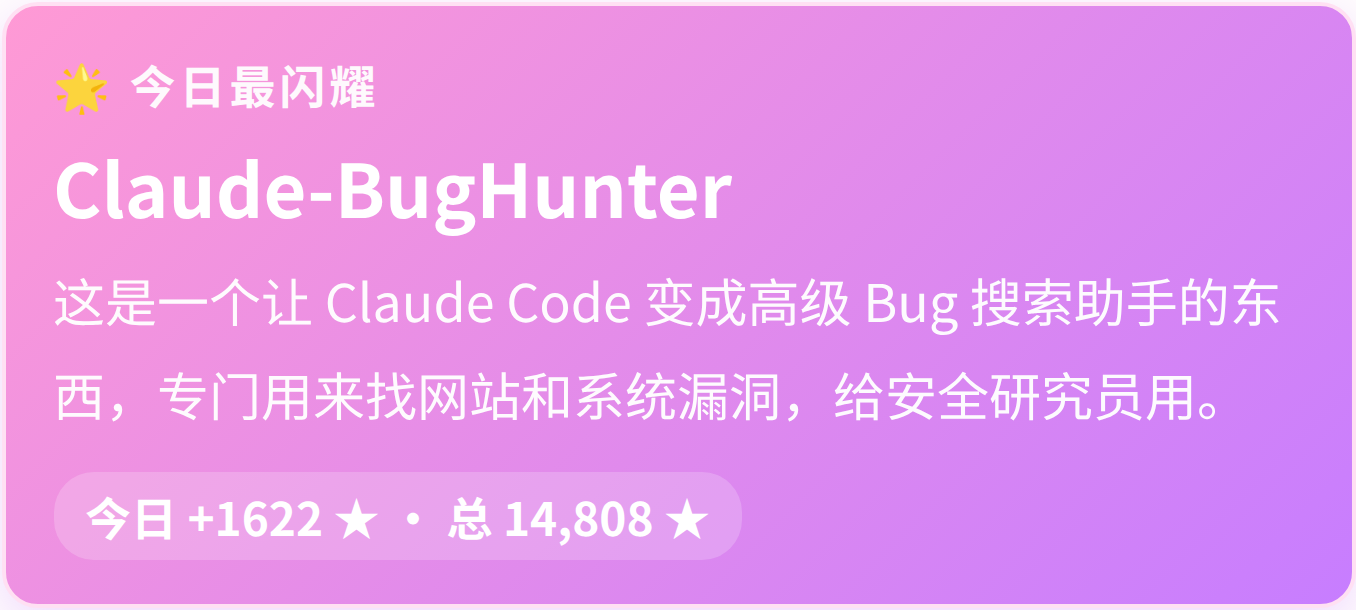 🌟 今日最闪耀
Claude-BugHunter
这是一个让 Claude Code 变成高级 Bug 搜索助手的东
西，专门用来找网站和系统漏洞，给安全研究员用。
今日 +1622 ★ · 总 14,808 ★